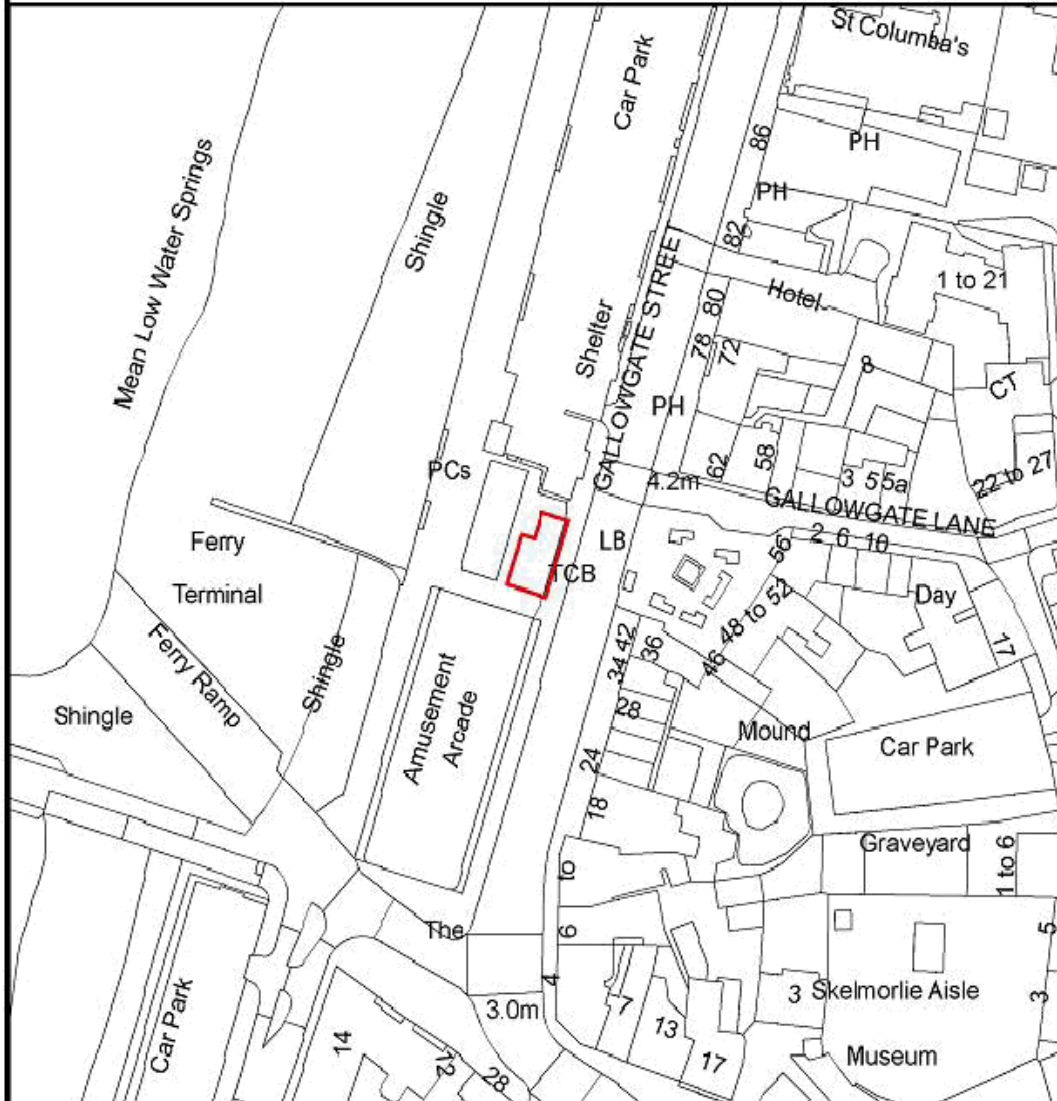 St Columba's
Car Park
86
PH
PH
Mean Low Water Springs
Shingle
82
GALLOWGATE STREET
1 to 21
Hotel
80
Shelter
78
72
8
CT
PH
62
58
PCs
4.2m
3
5
5a
22 to 27
GALLOWGATE LANE
Ferry
Terminal
LB
2
6
10
56
TCB
48 to 52
Day
17
Ferry Ramp
Shingle
42
36
34
46
Shingle
28
Mound
Amusement
Arcade
Car Park
24
18
Graveyard
1 to 6
to
The
6
5
4
3.0m
3
Skelmorlie Aisle
3
Car Park
7
13
14
Museum
17
72
28